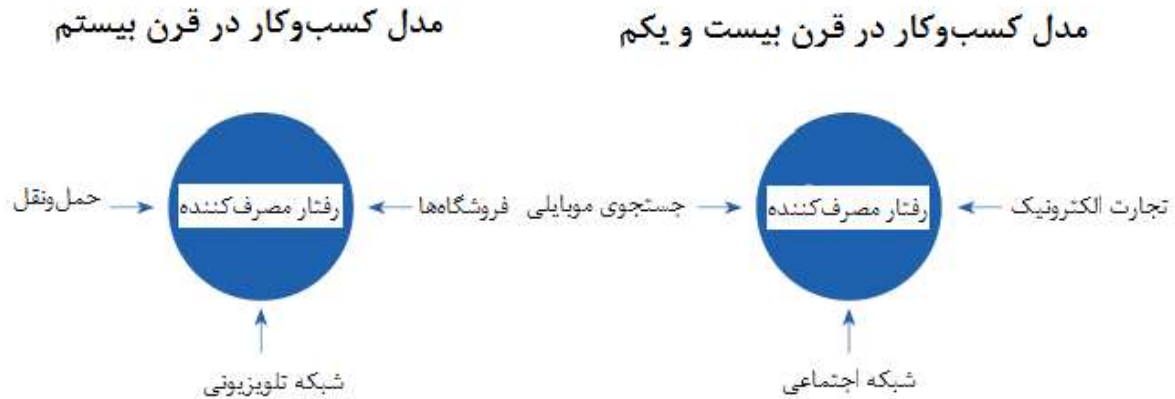 مدل کسب‌وکار در قرن بیست و یکم
تجارت الکترونیک
رفتار مصرف‌کننده
جستجوی موبایلی
شبکه اجتماعی
مدل کسب‌وکار در قرن بیستم
فروشگاه‌ها
رفتار مصرف‌کننده
حمل‌ونقل
شبکه تلویزیونی